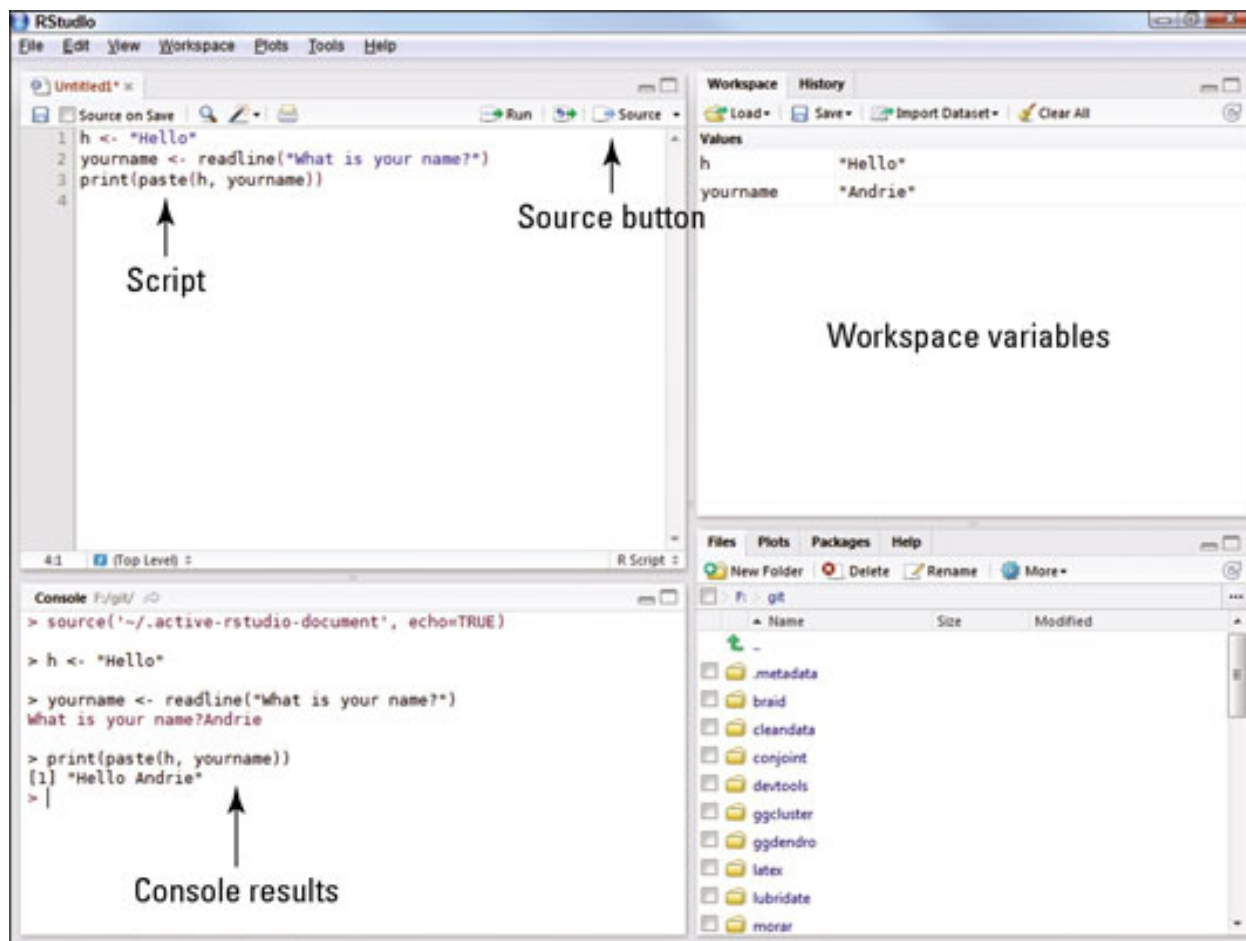 RStudio
File Edit View Workspace Plots Tools Help
Untitled1* ×
Source on Save Run Source
1 h <- "Hello"
2 yourname <- readline("What is your name?")
3 print(paste(h, yourname))
4
Source button
Script
4:1 (Top Level) R Script
Console F:/git/
> source('~/.active-rstudio-document', echo=TRUE)
> h <- "Hello"
> yourname <- readline("What is your name?")
What is your name?Andrie
> print(paste(h, yourname))
[1] "Hello Andrie"
>
Console results
Workspace History
Load Save Import Dataset Clear All
Values
h "Hello"
yourname "Andrie"
Workspace variables
Files Plots Packages Help
New Folder Delete Rename More
F: git ...
Name Size Modified
.metadata
braid
cleandata
conjoint
devtools
ggcluster
ggdendro
latex
lubridate
morar